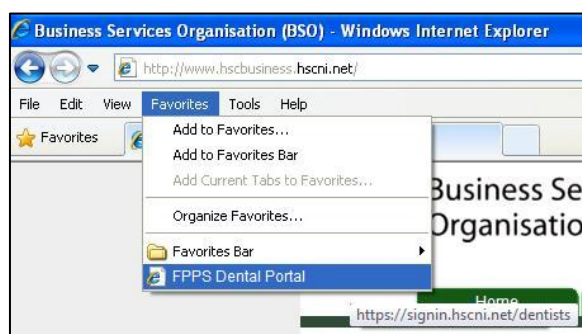 Business Services Organisation (BSO) - Windows Internet Explorer
http://www.hscbusiness.hscni.net/
File Edit View Favorites Tools Help
Favorites
Add to Favorites...
Add to Favorites Bar
Add Current Tabs to Favorites...
Organize Favorites...
Favorites Bar
FPPS Dental Portal
Business Se
Organisatio
Home
https://signin.hscni.net/dentists